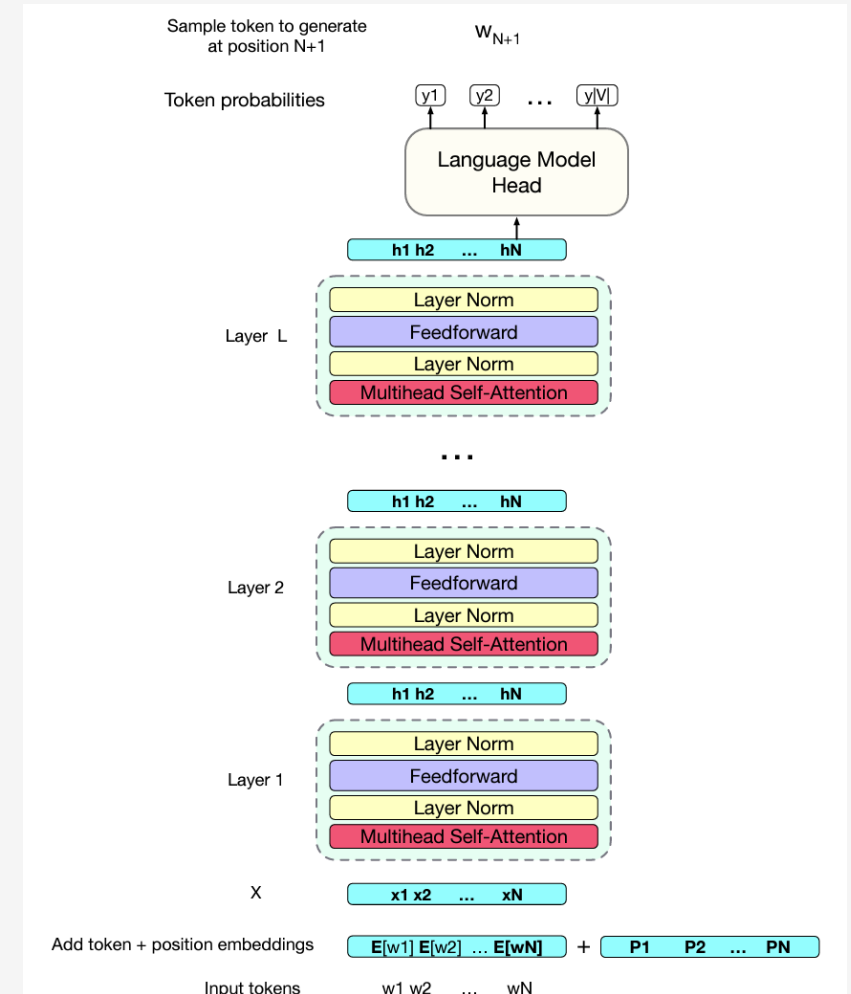 Sample token to generate
at position N+1
wN+1
Token probabilities
y1 y2 ... y|V|
Language Model
Head
h1 h2 ... hN
Layer L
Layer Norm
Feedforward
Layer Norm
Multihead Self-Attention
...
h1 h2 ... hN
Layer 2
Layer Norm
Feedforward
Layer Norm
Multihead Self-Attention
h1 h2 ... hN
Layer 1
Layer Norm
Feedforward
Layer Norm
Multihead Self-Attention
X x1 x2 ... xN
Add token + position embeddings E[w1] E[w2] ... E[wN] + P1 P2 ... PN
Input tokens w1 w2 ... wN